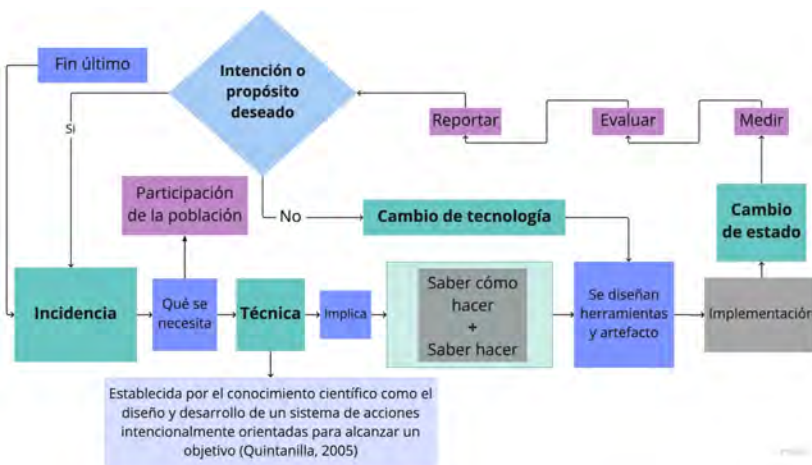 Fin último
Intención o
propósito
deseado
Reportar
Evaluar
Medir
Si
Participación
de la población
No
Cambio de tecnología
Cambio
de estado
Incidencia
Qué se
necesita
Técnica
Implica
Saber cómo
hacer
+
Saber hacer
Se diseñan
herramientas
y artefacto
Implementación
Establecida por el conocimiento científico como el
diseño y desarrollo de un sistema de acciones
intencionalmente orientadas para alcanzar un
objetivo (Quintanilla, 2005)